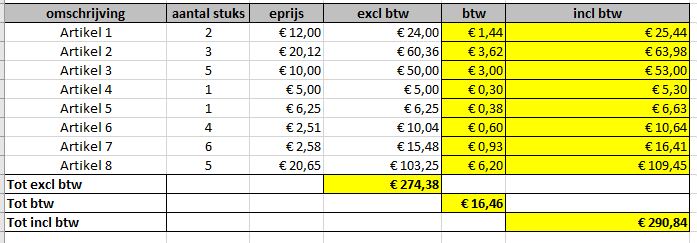 omschrijving aantal stuks eprijs excl btw btw incl btw
Artikel 1 2 € 12,00 € 24,00 € 1,44 € 25,44
Artikel 2 3 € 20,12 € 60,36 € 3,62 € 63,98
Artikel 3 5 € 10,00 € 50,00 € 3,00 € 53,00
Artikel 4 1 € 5,00 € 5,00 € 0,30 € 5,30
Artikel 5 1 € 6,25 € 6,25 € 0,38 € 6,63
Artikel 6 4 € 2,51 € 10,04 € 0,60 € 10,64
Artikel 7 6 € 2,58 € 15,48 € 0,93 € 16,41
Artikel 8 5 € 20,65 € 103,25 € 6,20 € 109,45
Tot excl btw € 274,38
Tot btw € 16,46
Tot incl btw € 290,84